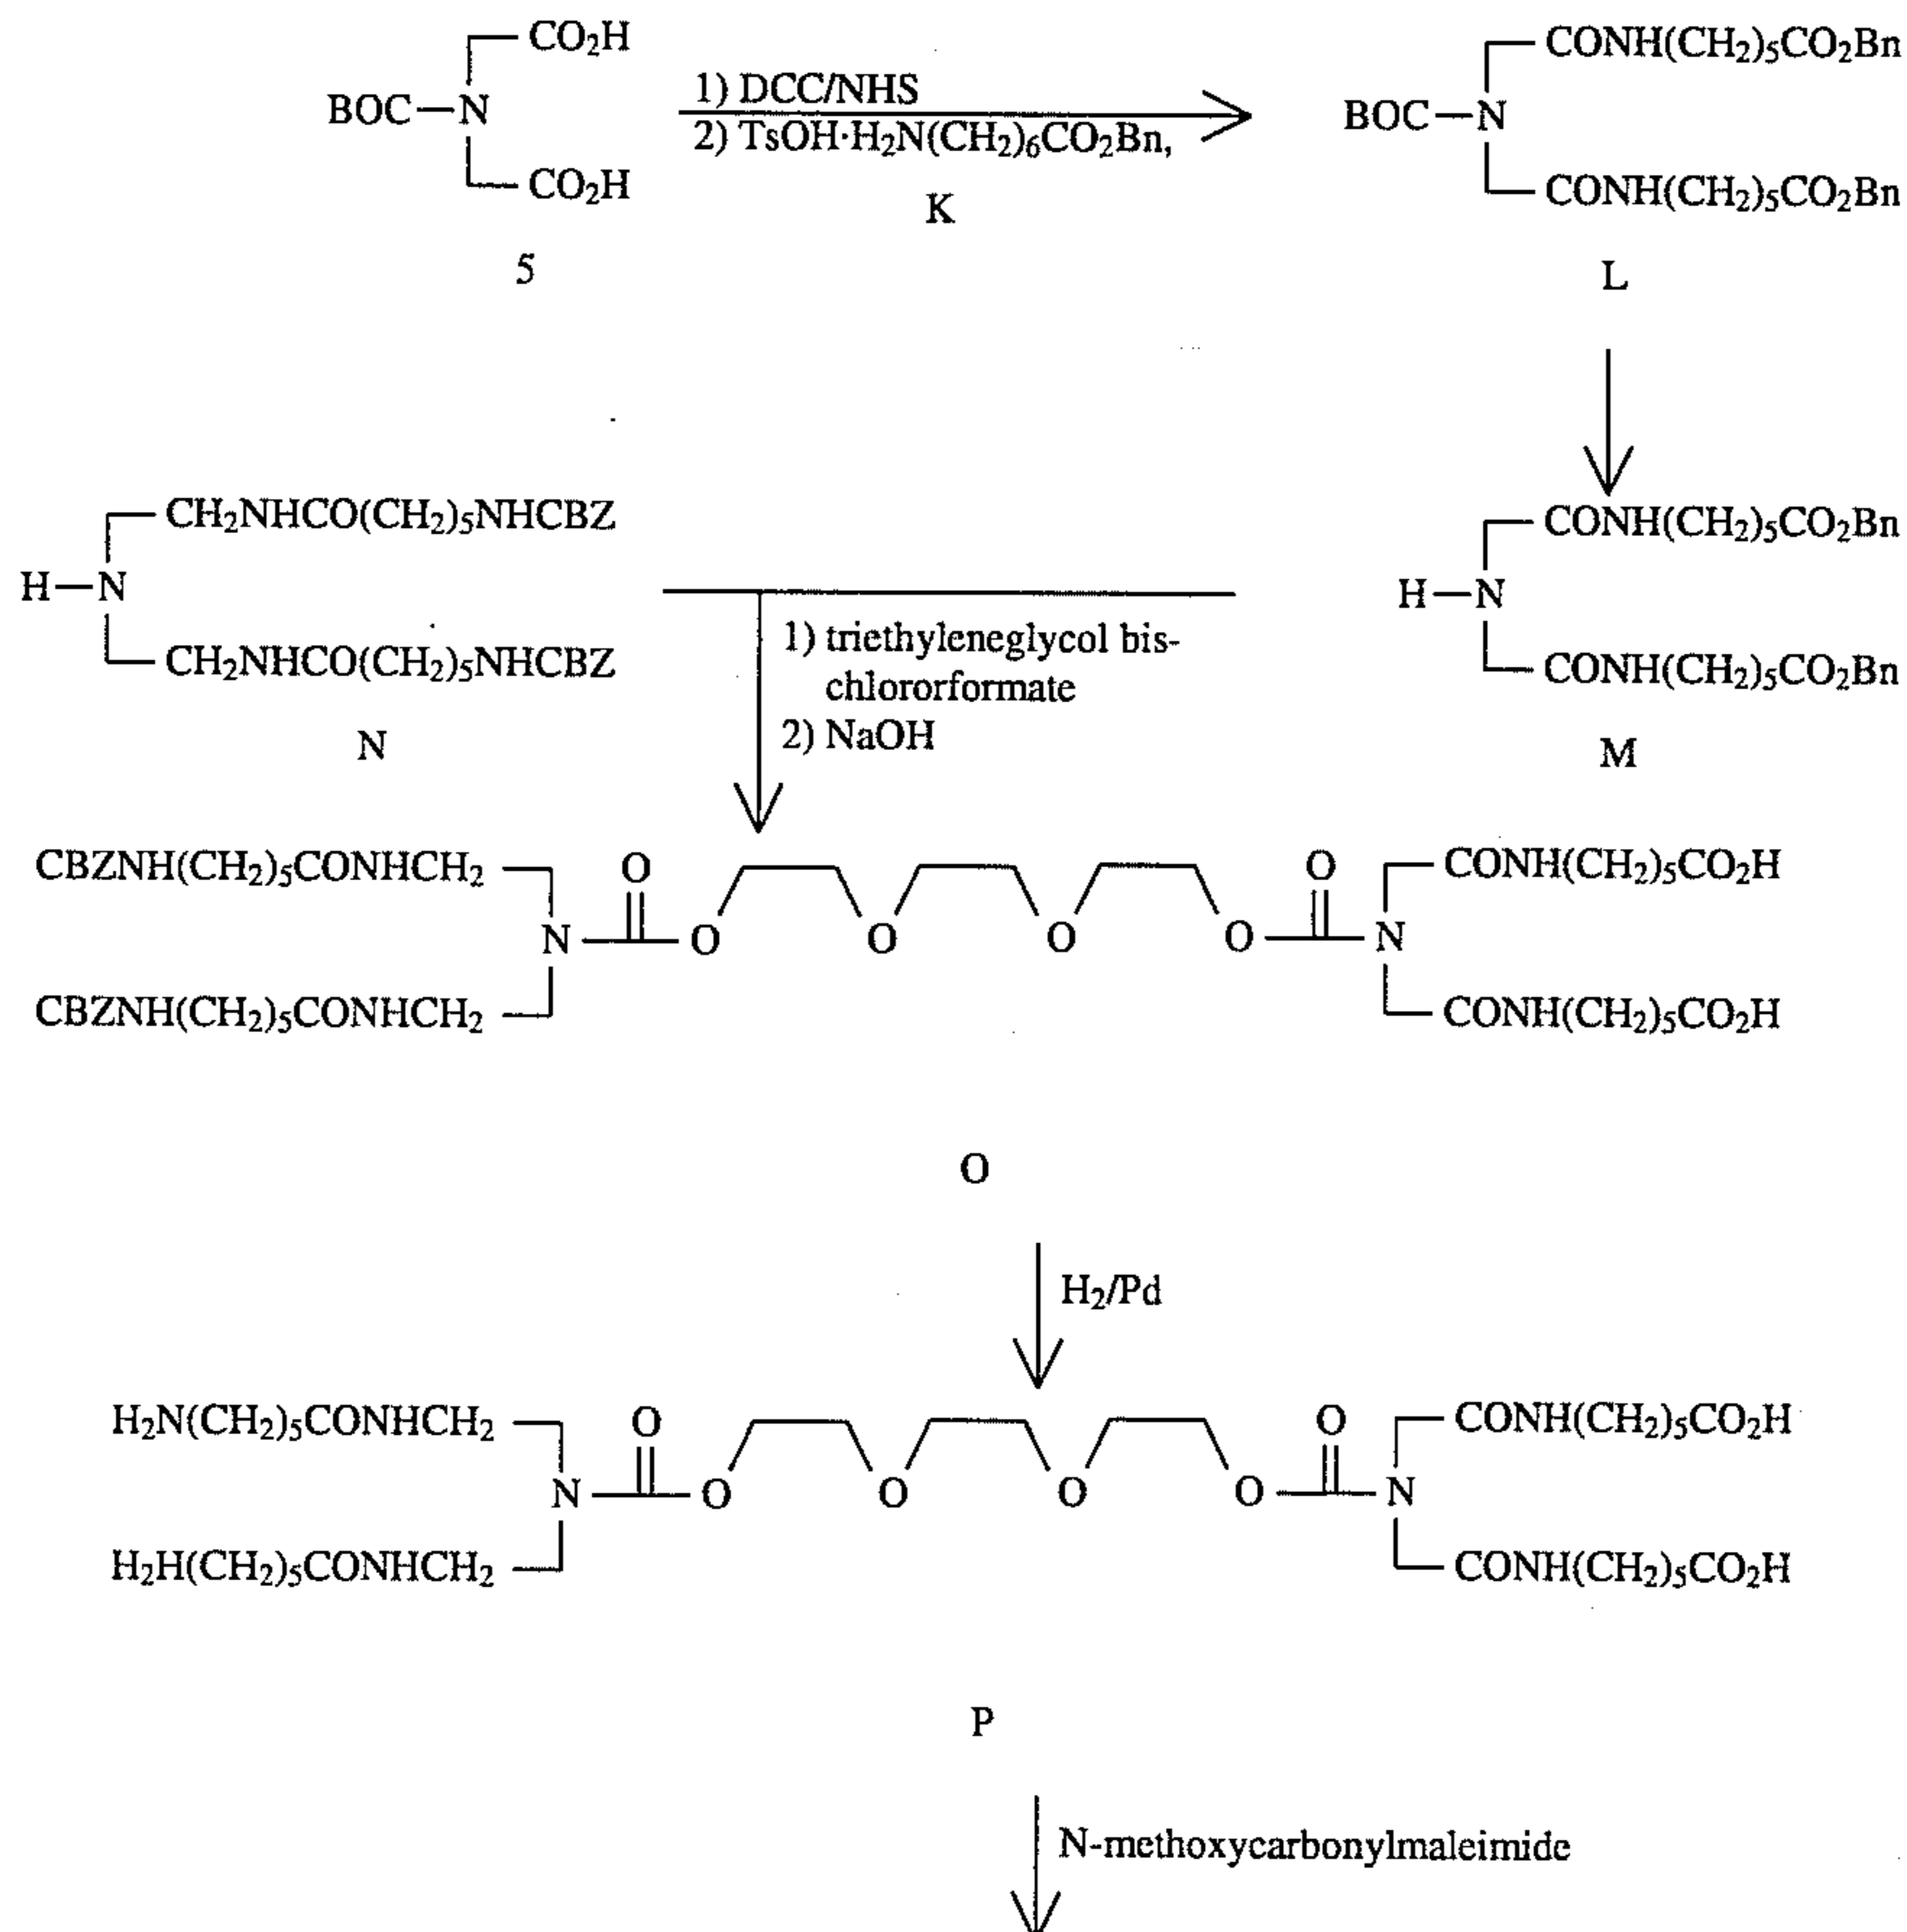 CO₂H
BOC—N
CO₂H
5
1) DCC/NHS
2) TsOH·H₂N(CH₂)₆CO₂Bn,
K
CONH(CH₂)₅CO₂Bn
BOC—N
CONH(CH₂)₅CO₂Bn
L
CH₂NHCO(CH₂)₅NHCBZ
H—N
CH₂NHCO(CH₂)₅NHCBZ
N
1) triethyleneglycol bis-
chlororformate
2) NaOH
CONH(CH₂)₅CO₂Bn
H—N
CONH(CH₂)₅CO₂Bn
M
CBZNH(CH₂)₅CONHCH₂ O O CONH(CH₂)₅CO₂H
N O O O O N
CBZNH(CH₂)₅CONHCH₂ CONH(CH₂)₅CO₂H
O
H₂/Pd
H₂N(CH₂)₅CONHCH₂ O O CONH(CH₂)₅CO₂H
N O O O O N
H₂H(CH₂)₅CONHCH₂ CONH(CH₂)₅CO₂H
P
N-methoxycarbonylmaleimide